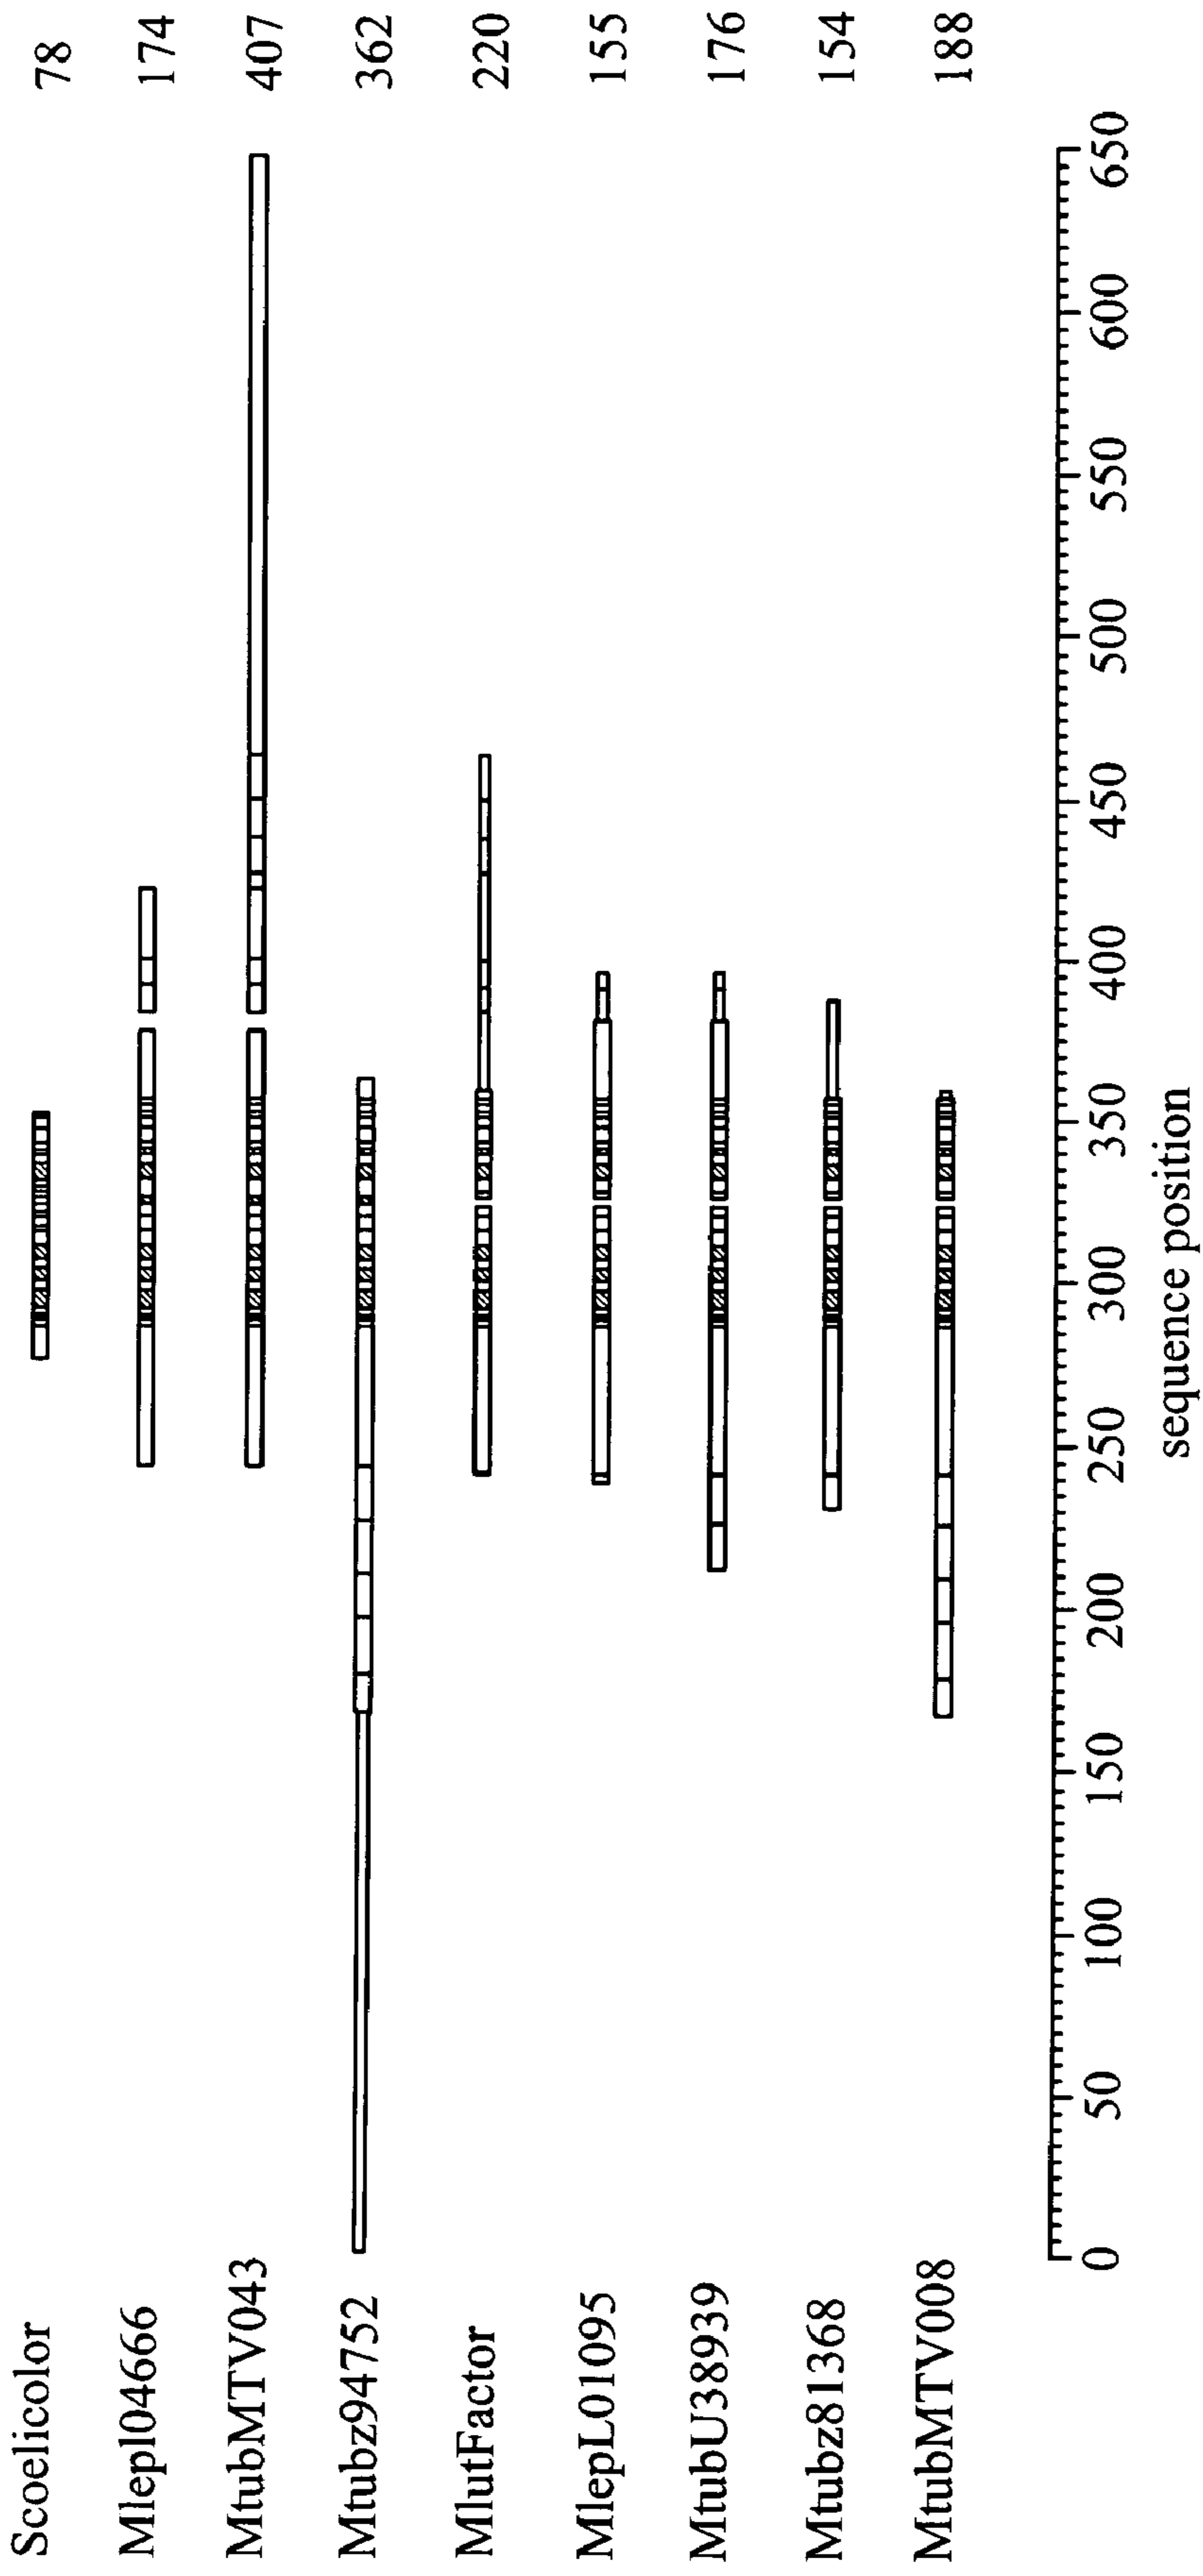 Scoelicolor 78
Mlepl04666 174
MtubMTV043 407
Mtubz94752 362
MlutFactor 220
MlepL01095 155
MtubU38939 176
Mtubz81368 154
MtubMTV008 188
0 50 100 150 200 250 300 350 400 450 500 550 600 650
sequence position